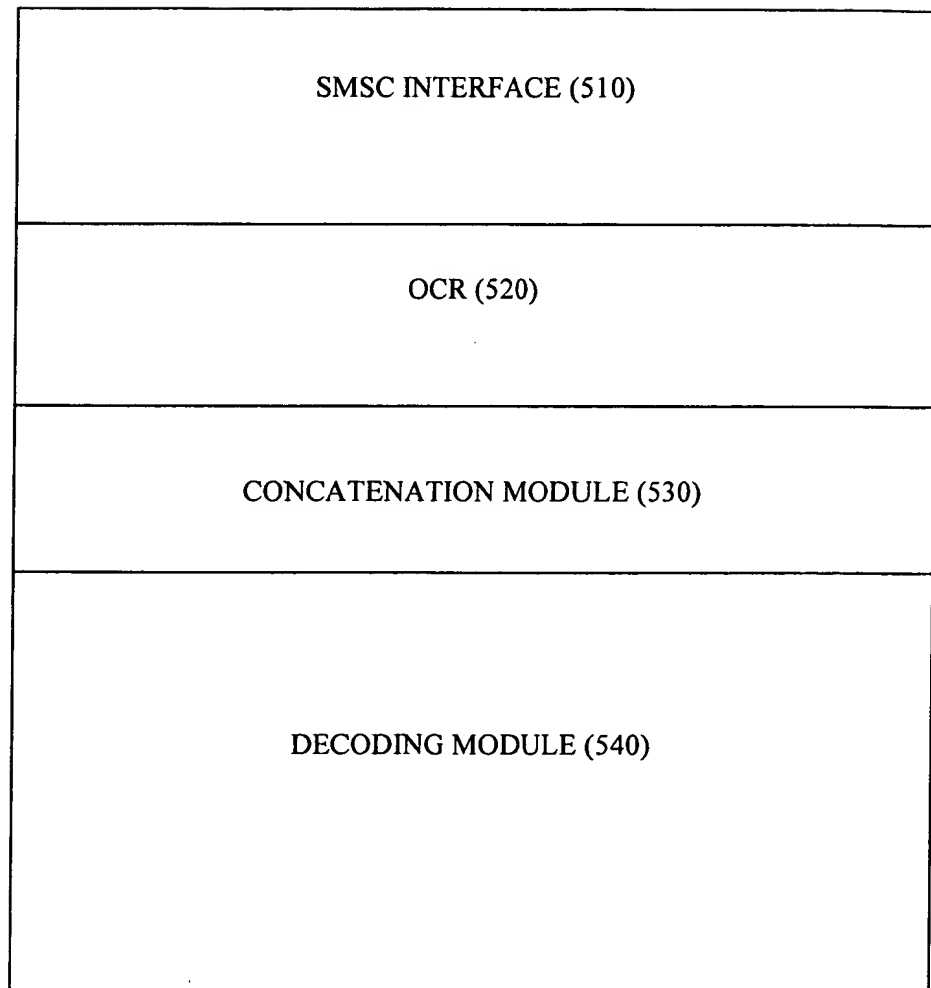 SMSC INTERFACE (510)
OCR (520)
CONCATENATION MODULE (530)
DECODING MODULE (540)